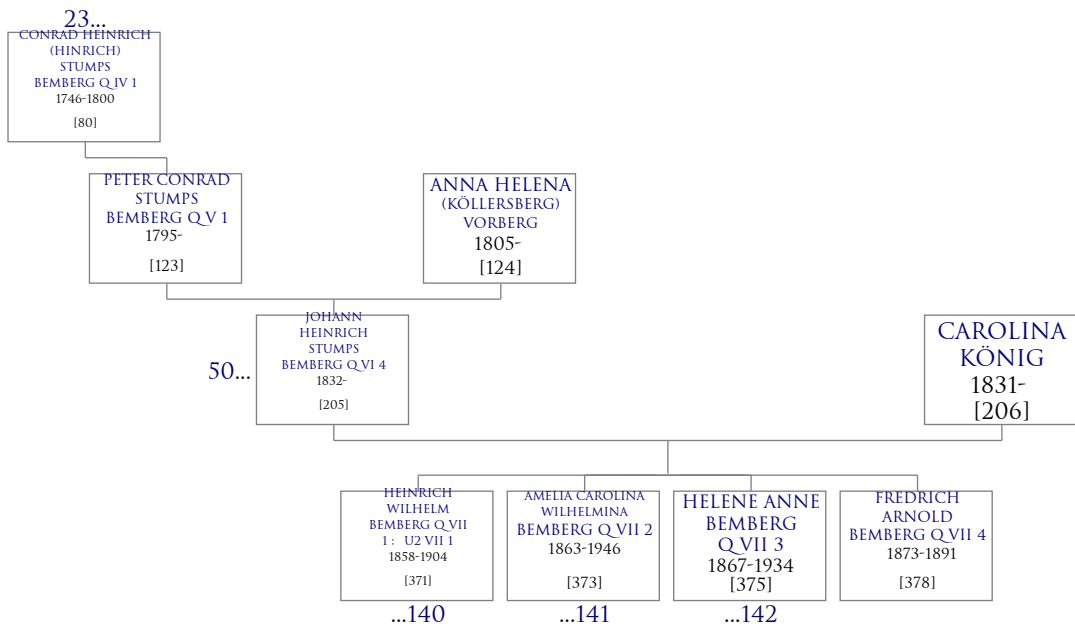 23...
CONRAD HEINRICH
(HINRICH)
STUMPS
BEMBERG Q IV 1
1746-1800
[80]
PETER CONRAD
STUMPS
BEMBERG Q V 1
1795-
[123]
ANNA HELENA
(KÖLLERSBERG)
VORBERG
1805-
[124]
50...
JOHANN
HEINRICH
STUMPS
BEMBERG Q VI 4
1832-
[205]
CAROLINA
KÖNIG
1831-
[206]
HEINRICH
WILHELM
BEMBERG Q VII
1 : U2 VII 1
1858-1904
[371]
...140
AMELIA CAROLINA
WILHELMINA
BEMBERG Q VII 2
1863-1946
[373]
...141
HELENE ANNE
BEMBERG
Q VII 3
1867-1934
[375]
...142
FREDRICH
ARNOLD
BEMBERG Q VII 4
1873-1891
[378]